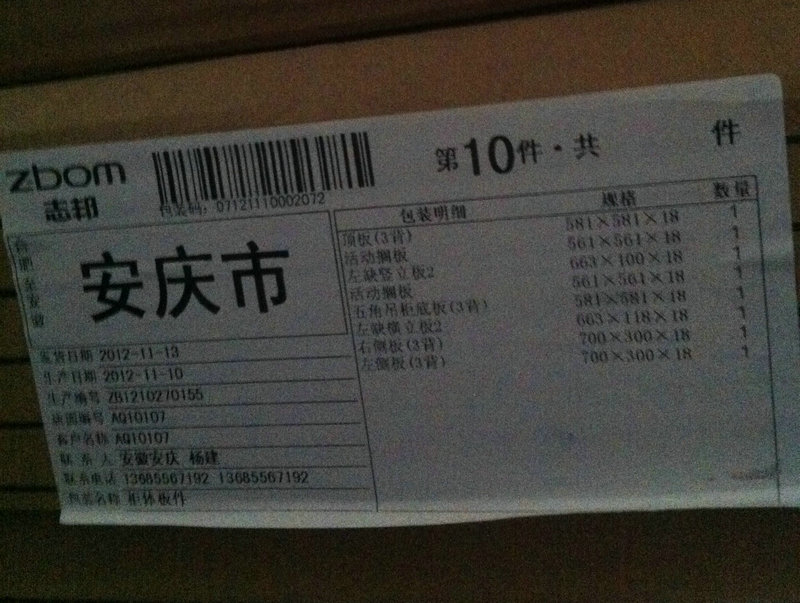 zbom
志邦
包装码: 07121110002072
第10件·共 件
安庆市
发货日期 2012-11-13
生产日期 2012-11-10
生产编号 ZB1210270155
店面编号 AQ10107
客户名称 AQ10107
联 系 人 安徽安庆 杨建
联系电话 13685567192 13685567192
包装名称 柜体板件
包装明细 规格 数量
顶板(3背) 581×581×18 1
活动搁板 561×561×18 1
左缺竖立板2 663×100×18 1
活动搁板 561×561×18 1
五角吊柜底板(3背) 581×581×18 1
左缺横立板2 663×118×18 1
右侧板(3背) 700×300×18 1
左侧板(3背) 700×300×18 1